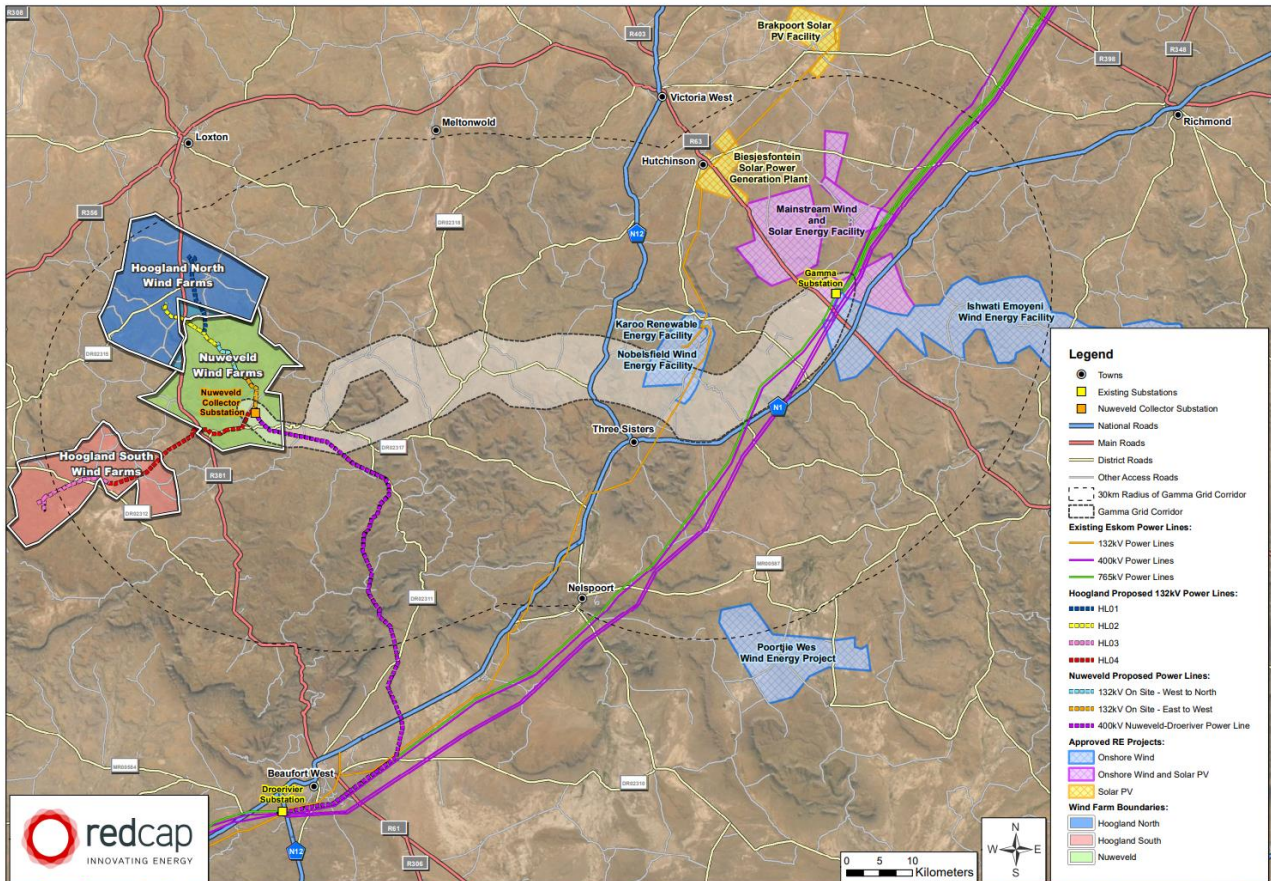 R356
R403
Brakpoort Solar
PV Facility
R398
R348
Victoria West
Richmond
Loxton
Meltonwold
R63
Hutchinson
Biesjesfontein
Solar Power
Generation Plant
R356
DR02318
N12
Mainstream Wind
and
Solar Energy Facility
Hoogland North
Wind Farms
Gamma
Substation
Ishwati Emoyeni
Wind Energy Facility
Karoo Renewable
Energy Facility
Nobelsfield Wind
Energy Facility
DR02315
Nuweveld
Wind Farms
Nuweveld
Collector
Substation
N1
Three Sisters
DR02317
Hoogland South
Wind Farms
R381
DR02312
MR00587
Nelspoort
DR02311
Poortjie Wes
Wind Energy Project
MR00584
Beaufort West
Droerivier
Substation
DR02310
R61
N12
R306
Legend
Towns
Existing Substations
Nuweveld Collector Substation
National Roads
Main Roads
District Roads
Other Access Roads
30km Radius of Gamma Grid Corridor
Gamma Grid Corridor
Existing Eskom Power Lines:
132kV Power Lines
400kV Power Lines
765kV Power Lines
Hoogland Proposed 132kV Power Lines:
HL01
HL02
HL03
HL04
Nuweveld Proposed Power Lines:
132kV On Site - West to North
132kV On Site - East to West
400kV Nuweveld-Droeriver Power Line
Approved RE Projects:
Onshore Wind
Onshore Wind and Solar PV
Solar PV
Wind Farm Boundaries:
Hoogland North
Hoogland South
Nuweveld
redcap
INNOVATING ENERGY
0 5 10
Kilometers
N
W E
S